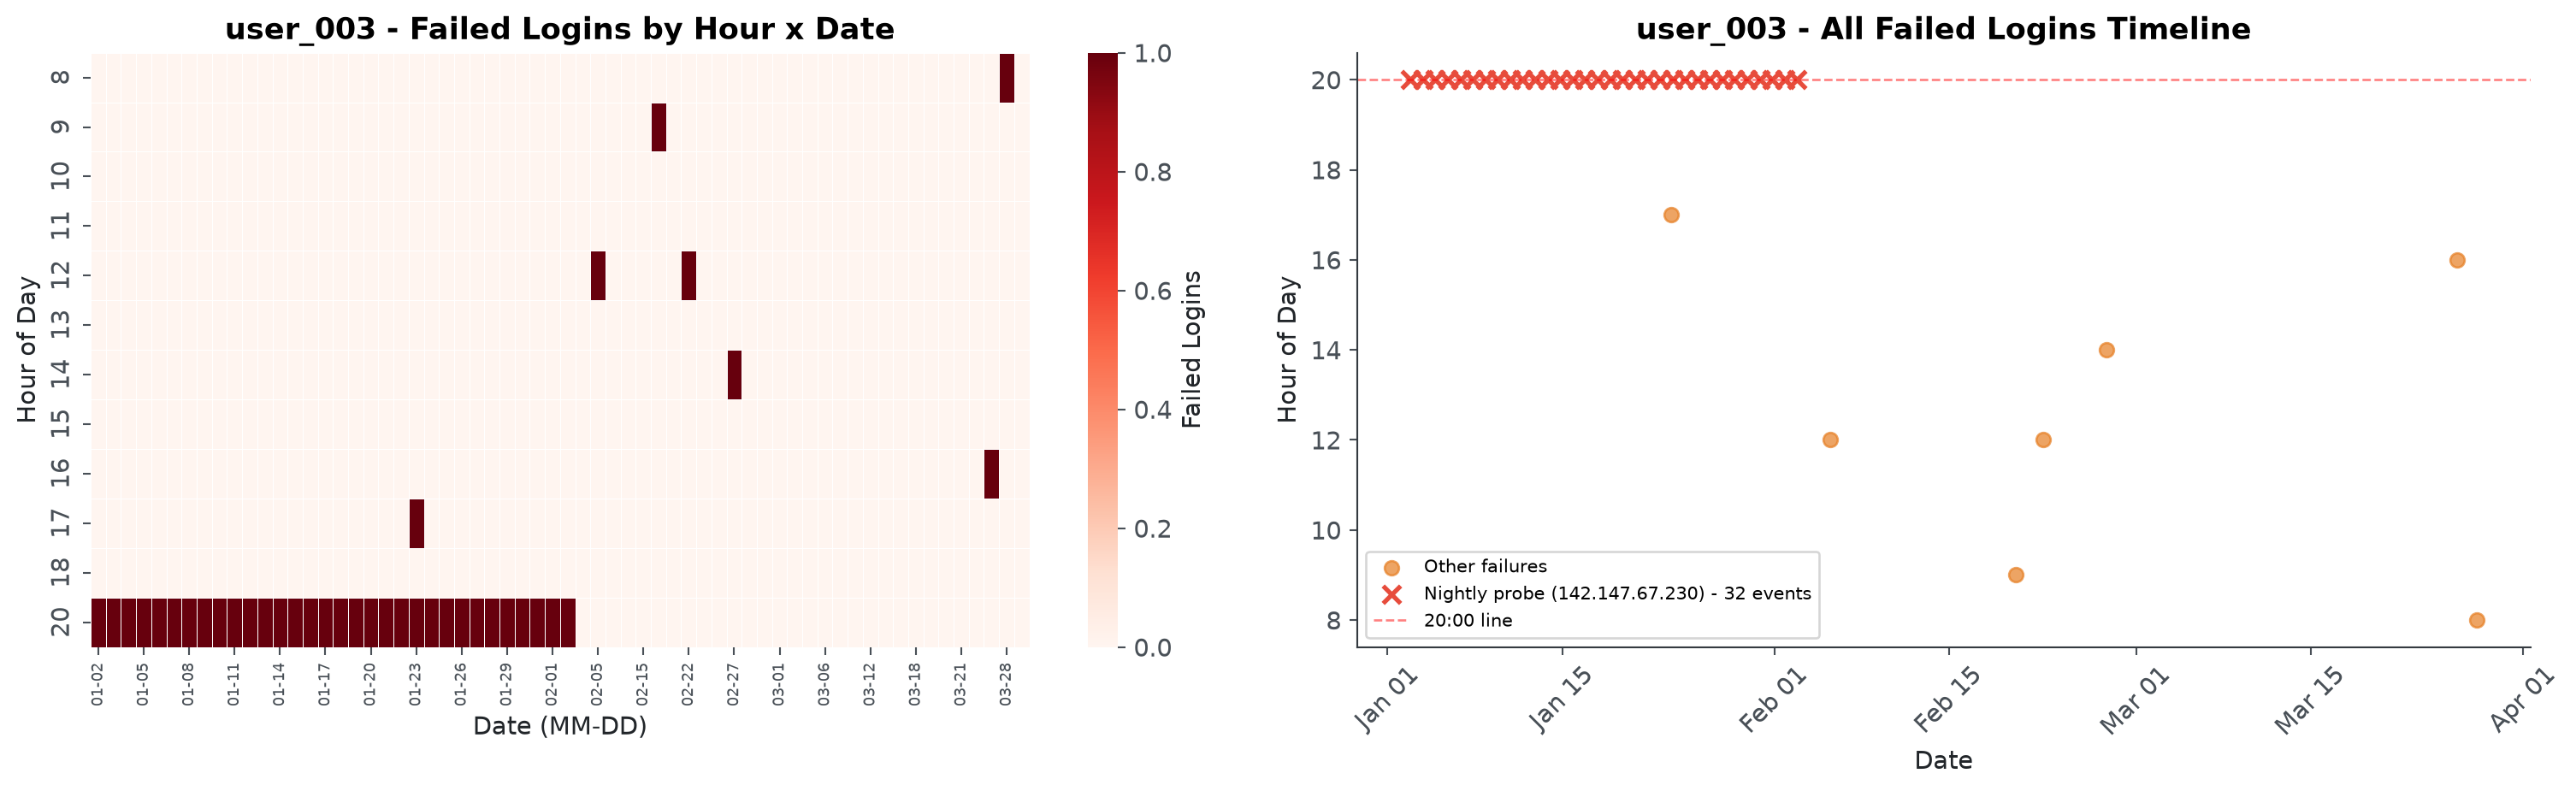 user_003 - Failed Logins by Hour x Date
Hour of Day
8
9
10
11
12
13
14
15
16
17
18
20
01-02
01-05
01-08
01-11
01-14
01-17
01-20
01-23
01-26
01-29
02-01
02-05
02-15
02-22
02-27
03-01
03-06
03-12
03-18
03-21
03-28
Date (MM-DD)
1.0
0.8
0.6
0.4
0.2
0.0
Failed Logins
user_003 - All Failed Logins Timeline
Hour of Day
20
18
16
14
12
10
8
Other failures
Nightly probe (142.147.67.230) - 32 events
20:00 line
Jan 01
Jan 15
Feb 01
Feb 15
Mar 01
Mar 15
Apr 01
Date